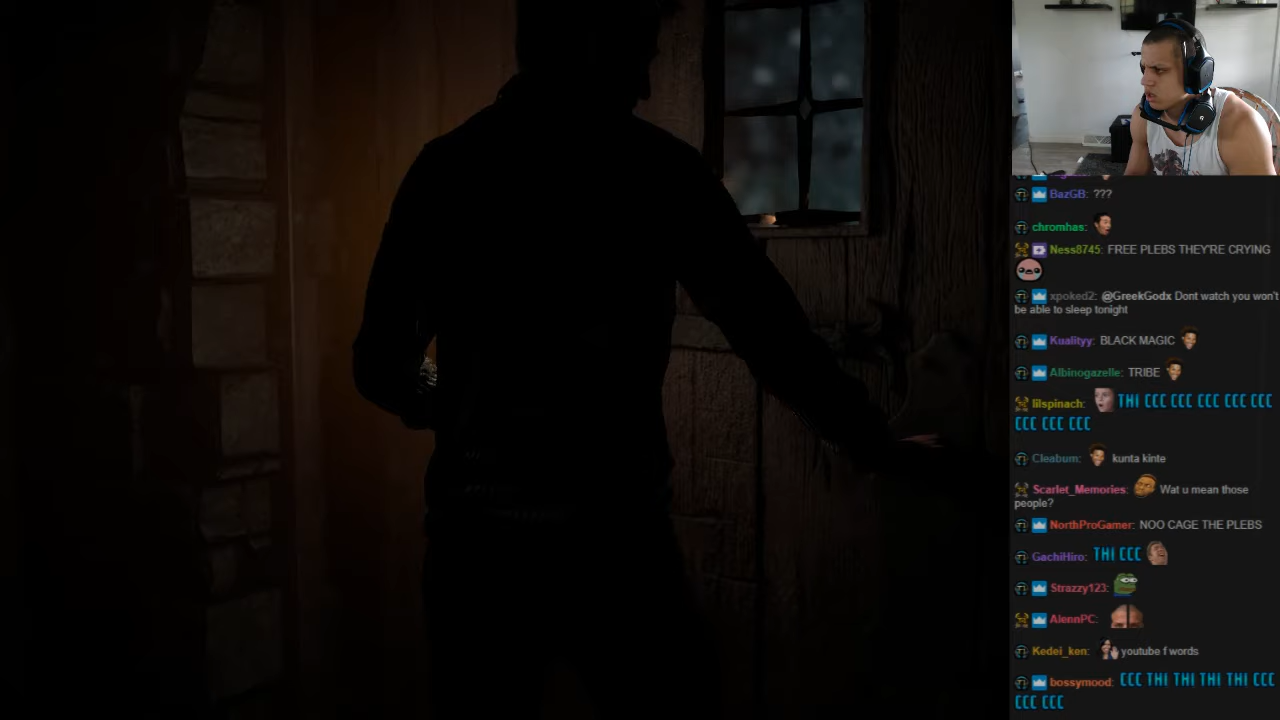 BazGB: ???
chromhas:
Ness8745: FREE PLEBS THEY'RE CRYING
xpoked2: @GreekGodx Dont watch you won't
be able to sleep tonight
Kualityy: BLACK MAGIC
Albinogazelle: TRIBE
lilspinach: THI CCC CCC CCC CCC CCC
CCC CCC CCC
Cleabum: kunta kinte
Scarlet_Memories: Wat u mean those
people?
NorthProGamer: NOO CAGE THE PLEBS
GachiHiro: THI CCC
Strazzy123:
AlennPC:
Kedei_ken: youtube f words
bossymood: CCC THI THI THI THI CCC
CCC CCC